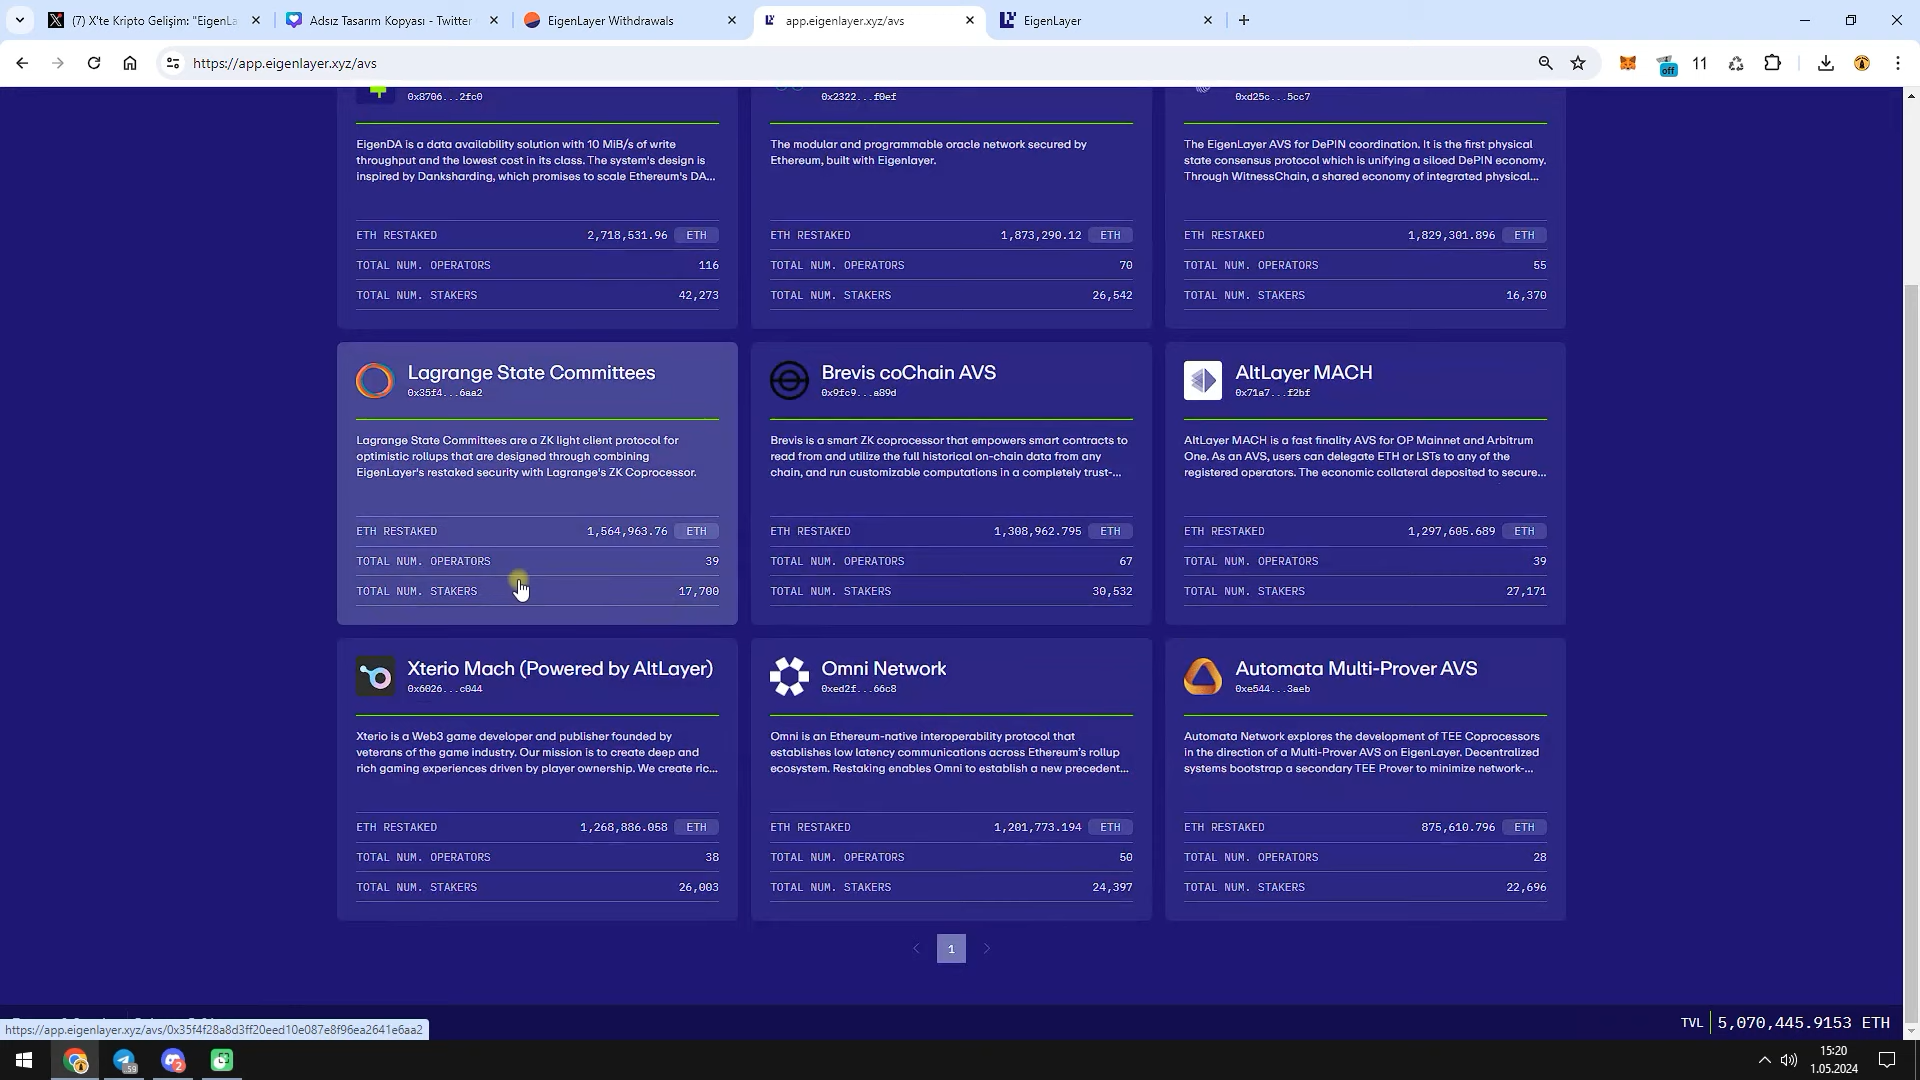 (7) X'te Kripto Gelişim: "EigenLa
Adsız Tasarım Kopyası - Twitter
EigenLayer Withdrawals
app.eigenlayer.xyz/avs
EigenLayer
https://app.eigenlayer.xyz/avs
off
11
0x8706...2fc0
EigenDA is a data availability solution with 10 MiB/s of write
throughput and the lowest cost in its class. The system's design is
inspired by Danksharding, which promises to scale Ethereum's DA...
ETH RESTAKED 2,718,531.96 ETH
TOTAL NUM. OPERATORS 116
TOTAL NUM. STAKERS 42,273
0x2322...f0ef
The modular and programmable oracle network secured by
Ethereum, built with Eigenlayer.
ETH RESTAKED 1,873,290.12 ETH
TOTAL NUM. OPERATORS 70
TOTAL NUM. STAKERS 26,542
0xd25c...5cc7
The EigenLayer AVS for DePIN coordination. It is the first physical
state consensus protocol which is unifying a siloed DePIN economy.
Through WitnessChain, a shared economy of integrated physical...
ETH RESTAKED 1,829,301.896 ETH
TOTAL NUM. OPERATORS 55
TOTAL NUM. STAKERS 16,370
Lagrange State Committees
0x35f4...6aa2
Lagrange State Committees are a ZK light client protocol for
optimistic rollups that are designed through combining
EigenLayer's restaked security with Lagrange's ZK Coprocessor.
ETH RESTAKED 1,564,963.76 ETH
TOTAL NUM. OPERATORS 39
TOTAL NUM. STAKERS 17,700
Brevis coChain AVS
0x9fc9...a89d
Brevis is a smart ZK coprocessor that empowers smart contracts to
read from and utilize the full historical on-chain data from any
chain, and run customizable computations in a completely trust-...
ETH RESTAKED 1,308,962.795 ETH
TOTAL NUM. OPERATORS 67
TOTAL NUM. STAKERS 30,532
AltLayer MACH
0x71a7...f2bf
AltLayer MACH is a fast finality AVS for OP Mainnet and Arbitrum
One. As an AVS, users can delegate ETH or LSTs to any of the
registered operators. The economic collateral deposited to secure...
ETH RESTAKED 1,297,605.689 ETH
TOTAL NUM. OPERATORS 39
TOTAL NUM. STAKERS 27,171
Xterio Mach (Powered by AltLayer)
0x6026...c044
Xterio is a Web3 game developer and publisher founded by
veterans of the game industry. Our mission is to create deep and
rich gaming experiences driven by player ownership. We create ric...
ETH RESTAKED 1,268,886.058 ETH
TOTAL NUM. OPERATORS 38
TOTAL NUM. STAKERS 26,003
Omni Network
0xed2f...66c8
Omni is an Ethereum-native interoperability protocol that
establishes low latency communications across Ethereum's rollup
ecosystem. Restaking enables Omni to establish a new precedent...
ETH RESTAKED 1,201,773.194 ETH
TOTAL NUM. OPERATORS 50
TOTAL NUM. STAKERS 24,397
Automata Multi-Prover AVS
0xe544...3aeb
Automata Network explores the development of TEE Coprocessors
in the direction of a Multi-Prover AVS on EigenLayer. Decentralized
systems bootstrap a secondary TEE Prover to minimize network-...
ETH RESTAKED 875,610.796 ETH
TOTAL NUM. OPERATORS 28
TOTAL NUM. STAKERS 22,696
1
https://app.eigenlayer.xyz/avs/0x35f4f28a8d3ff20eed10e087e8f96ea2641e6aa2
TVL 5,070,445.9153 ETH
59
2
15:20
1.05.2024